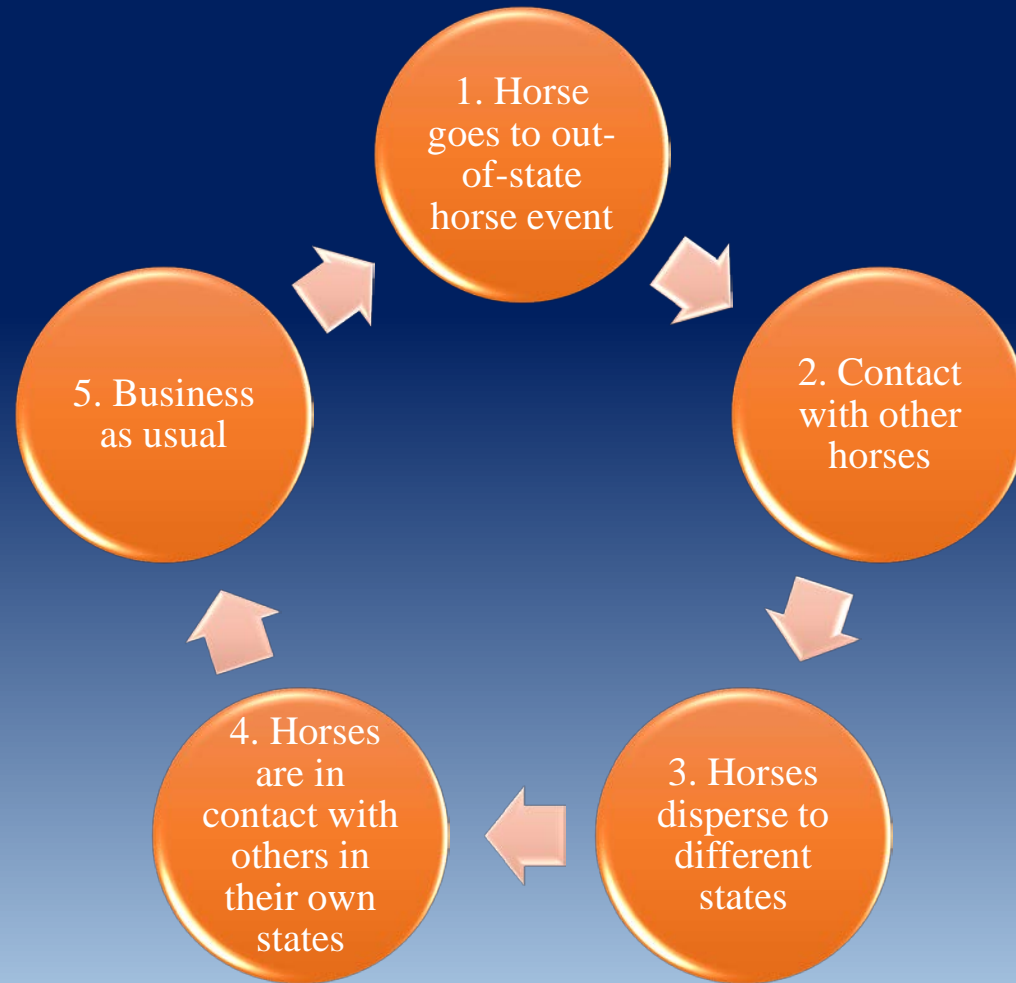 1. Horse
goes to out-
of-state
horse event
2. Contact
with other
horses
3. Horses
disperse to
different
states
4. Horses
are in
contact with
others in
their own
states
5. Business
as usual